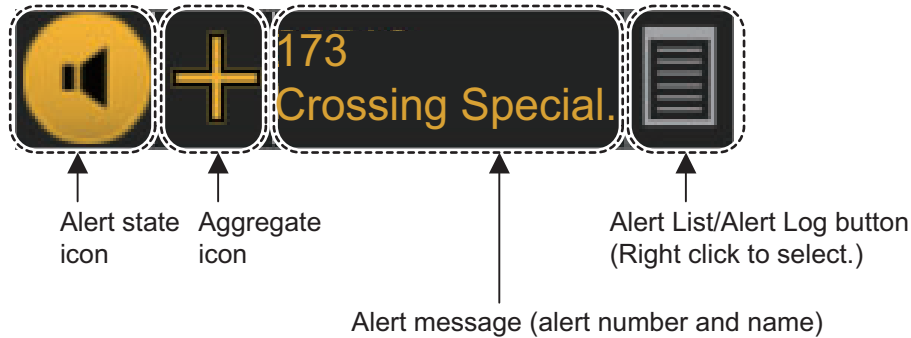 173
Crossing Special.
Alert state
icon
Aggregate
icon
Alert List/Alert Log button
(Right click to select.)
Alert message (alert number and name)